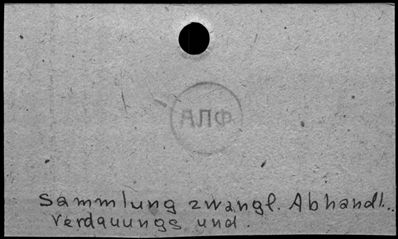 АЛФ
Sammlung zwangl. Abhandl...
Verdauungs und.